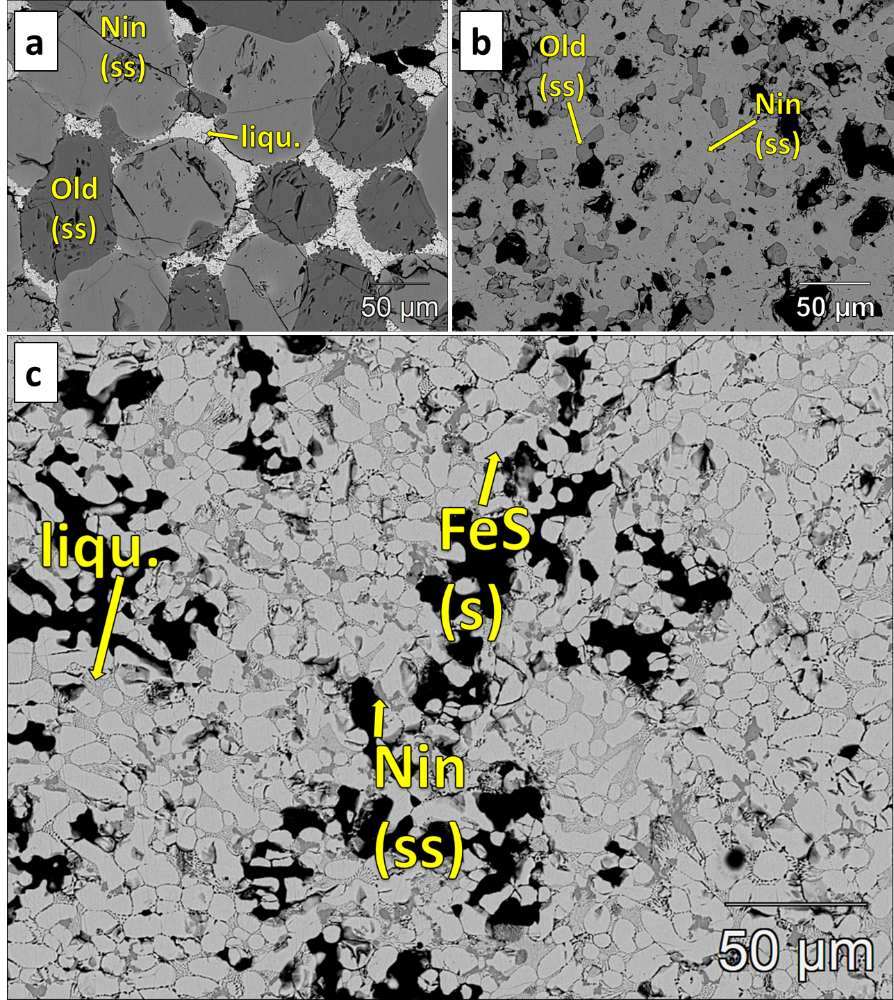 a
Nin
(ss)
liqu.
Old
(ss)
50 µm
b
Old
(ss)
Nin
(ss)
50 µm
c
liqu.
FeS
(s)
Nin
(ss)
50 µm